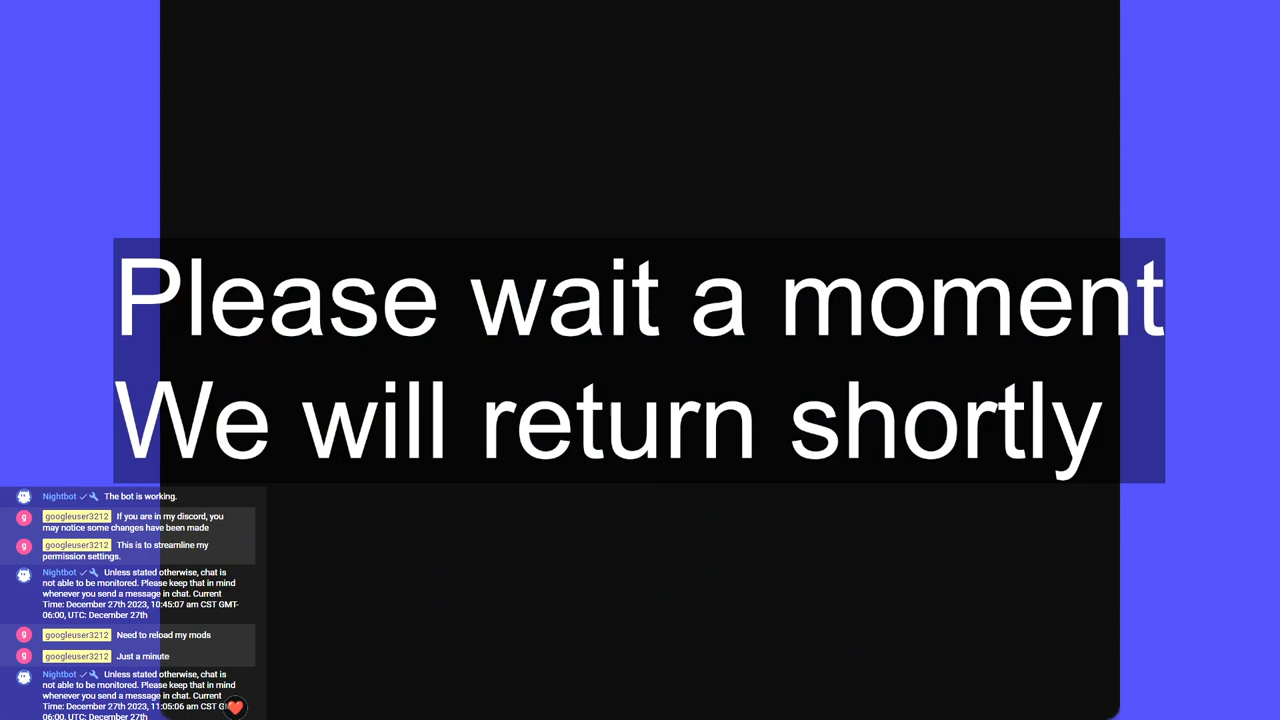 Please wait a moment
We will return shortly
Nightbot The bot is working.
g googleuser3212 If you are in my discord, you
may notice some changes have been made
g googleuser3212 This is to streamline my
permission settings.
Nightbot Unless stated otherwise, chat is
not able to be monitored. Please keep that in mind
whenever you send a message in chat. Current
Time: December 27th 2023, 10:45:07 am CST GMT-
06:00, UTC: December 27th
g googleuser3212 Need to reload my mods
g googleuser3212 Just a minute
Nightbot Unless stated otherwise, chat is
not able to be monitored. Please keep that in mind
whenever you send a message in chat. Current
Time: December 27th 2023, 11:05:06 am CST
06:00, UTC: December 27th